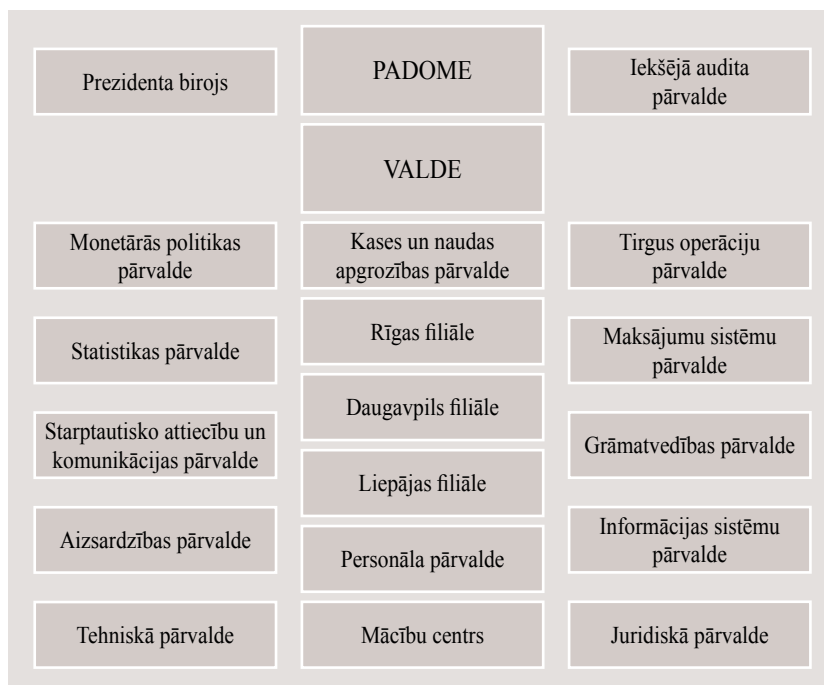 Prezidenta birojs
PADOME
Iekšējā audita
pārvalde
VALDE
Monetārās politikas
pārvalde
Kases un naudas
apgrozības pārvalde
Tirgus operāciju
pārvalde
Statistikas pārvalde
Rīgas filiāle
Maksājumu sistēmu
pārvalde
Daugavpils filiāle
Starptautisko attiecību un
komunikācijas pārvalde
Grāmatvedības pārvalde
Liepājas filiāle
Aizsardzības pārvalde
Personāla pārvalde
Informācijas sistēmu
pārvalde
Tehniskā pārvalde
Mācību centrs
Juridiskā pārvalde